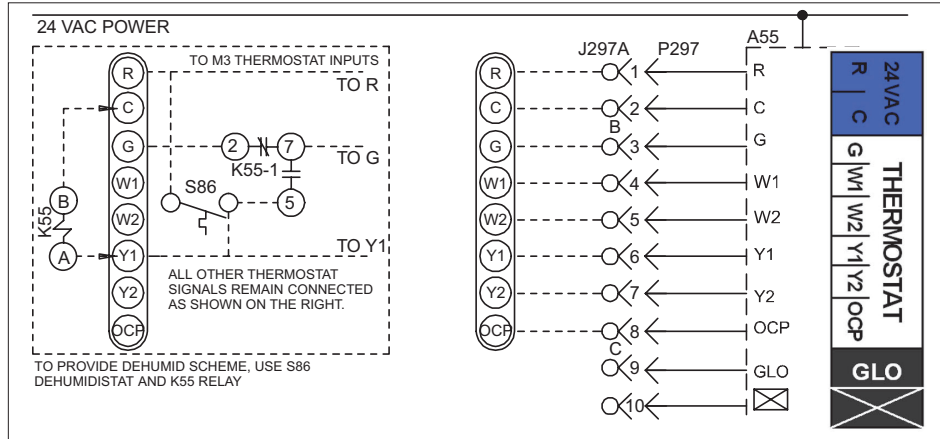 24 VAC POWER
TO M3 THERMOSTAT INPUTS
R
TO R
C
G
2
7
TO G
K55-1
W1
S86
5
B
K55
A
W2
Y1
TO Y1
ALL OTHER THERMOSTAT
SIGNALS REMAIN CONNECTED
AS SHOWN ON THE RIGHT.
Y2
OCP
TO PROVIDE DEHUMID SCHEME, USE S86
DEHUMIDISTAT AND K55 RELAY
J297A P297
A55
R 1 R
C 2 C
B
G 3 G
W1 4 W1
W2 5 W2
Y1 6 Y1
Y2 7 Y2
OCP 8 OCP
C
9 GLO
10
24VAC
R C
THERMOSTAT
G W1 W2 Y1 Y2 OCP
GLO